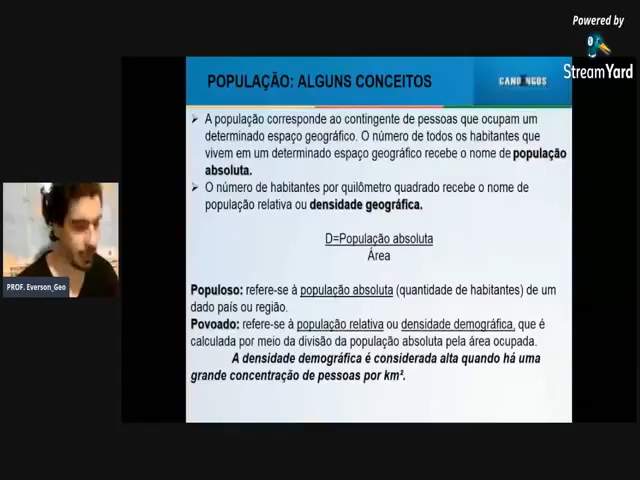 Powered by
StreamYard
POPULAÇÃO: ALGUNS CONCEITOS
CANDANGOS
A população corresponde ao contingente de pessoas que ocupam um
determinado espaço geográfico. O número de todos os habitantes que
vivem em um determinado espaço geográfico recebe o nome de população
absoluta.
O número de habitantes por quilômetro quadrado recebe o nome de
população relativa ou densidade geográfica.
D=População absoluta
Área
Populoso: refere-se à população absoluta (quantidade de habitantes) de um
dado país ou região.
Povoado: refere-se à população relativa ou densidade demográfica, que é
calculada por meio da divisão da população absoluta pela área ocupada.
A densidade demográfica é considerada alta quando há uma
grande concentração de pessoas por km².
PROF. Everson_Geo